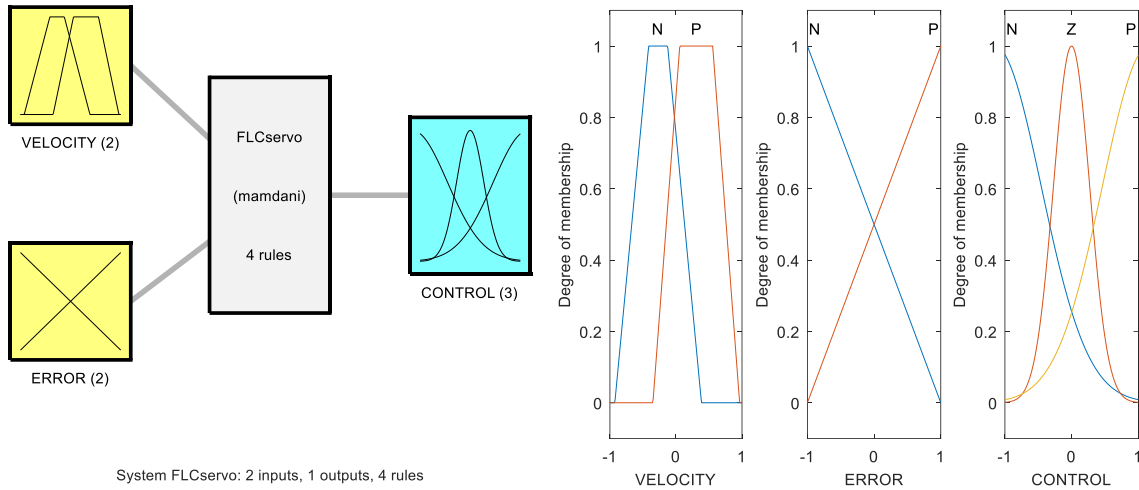 VELOCITY (2)
FLCservo
(mamdani)
4 rules
ERROR (2)
CONTROL (3)
System FLCservo: 2 inputs, 1 outputs, 4 rules
N P
1
0.8
0.6
0.4
0.2
0
Degree of membership
-1 0 1
VELOCITY
N P
1
0.8
0.6
0.4
0.2
0
Degree of membership
-1 0 1
ERROR
N Z P
1
0.8
0.6
0.4
0.2
0
Degree of membership
-1 0 1
CONTROL